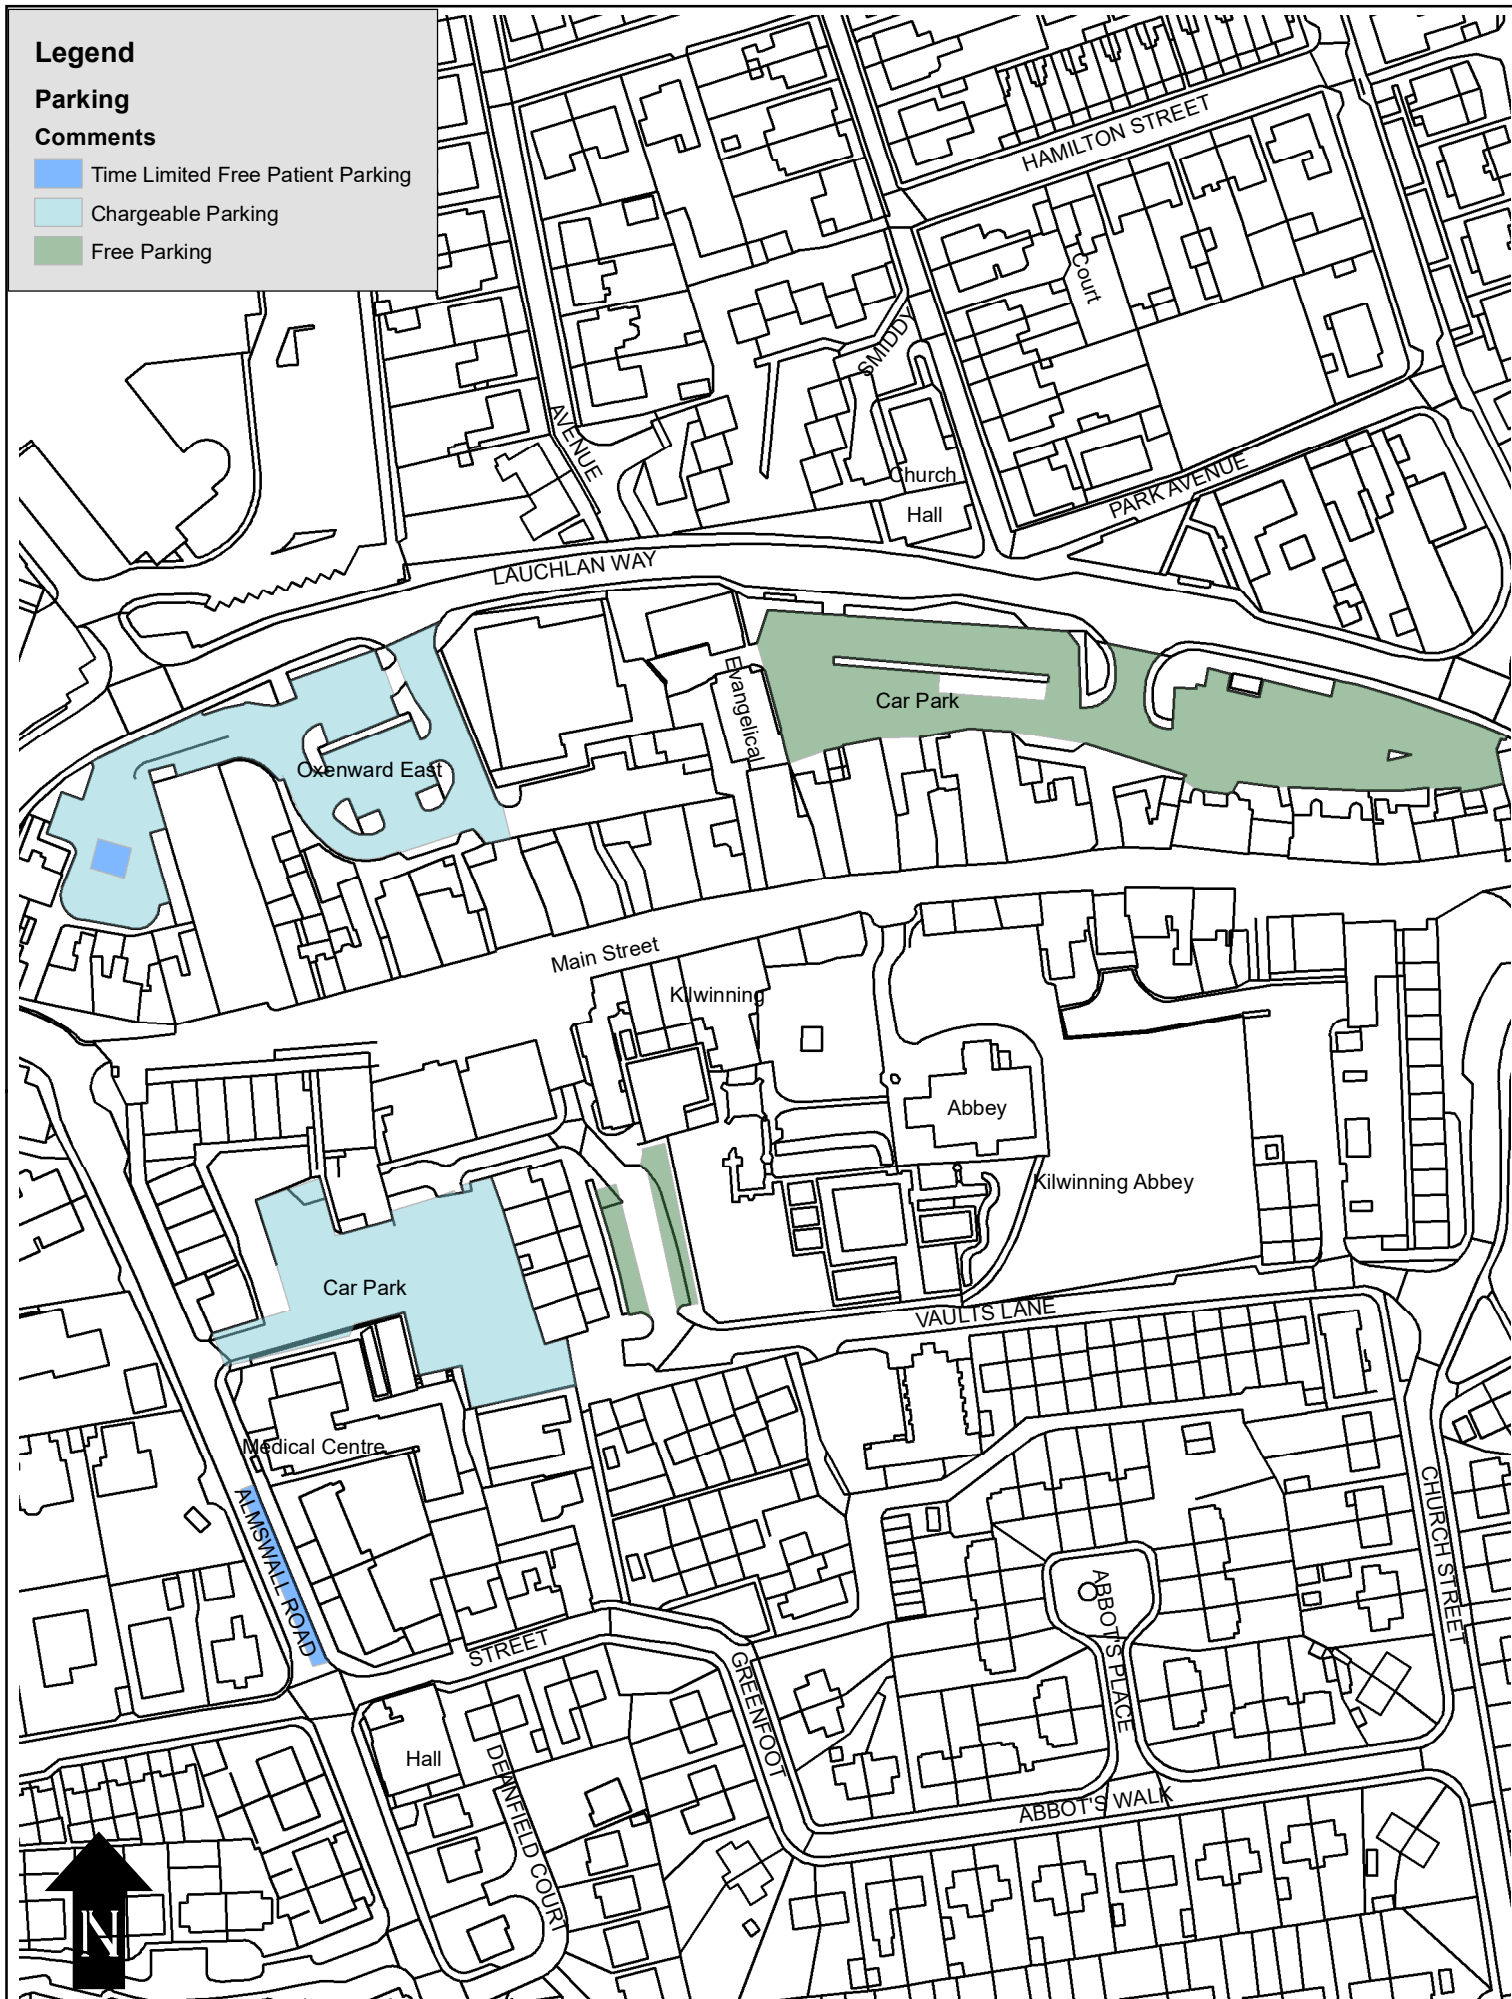 Legend
Parking
Comments
Time Limited Free Patient Parking
Chargeable Parking
Free Parking
HAMILTON STREET
Court
SMIDDY
AVENUE
Church
Hall
PARK AVENUE
LAUCHLAN WAY
Evangelical
Car Park
Oxenward East
Main Street
Kilwinning
Abbey
Kilwinning Abbey
Car Park
VAULTS LANE
Medical Centre
ALMSWALL ROAD
CHURCH STREET
ABBOT'S PLACE
STREET
GREENFOOT
Hall
DEANFIELD COURT
ABBOT'S WALK
N